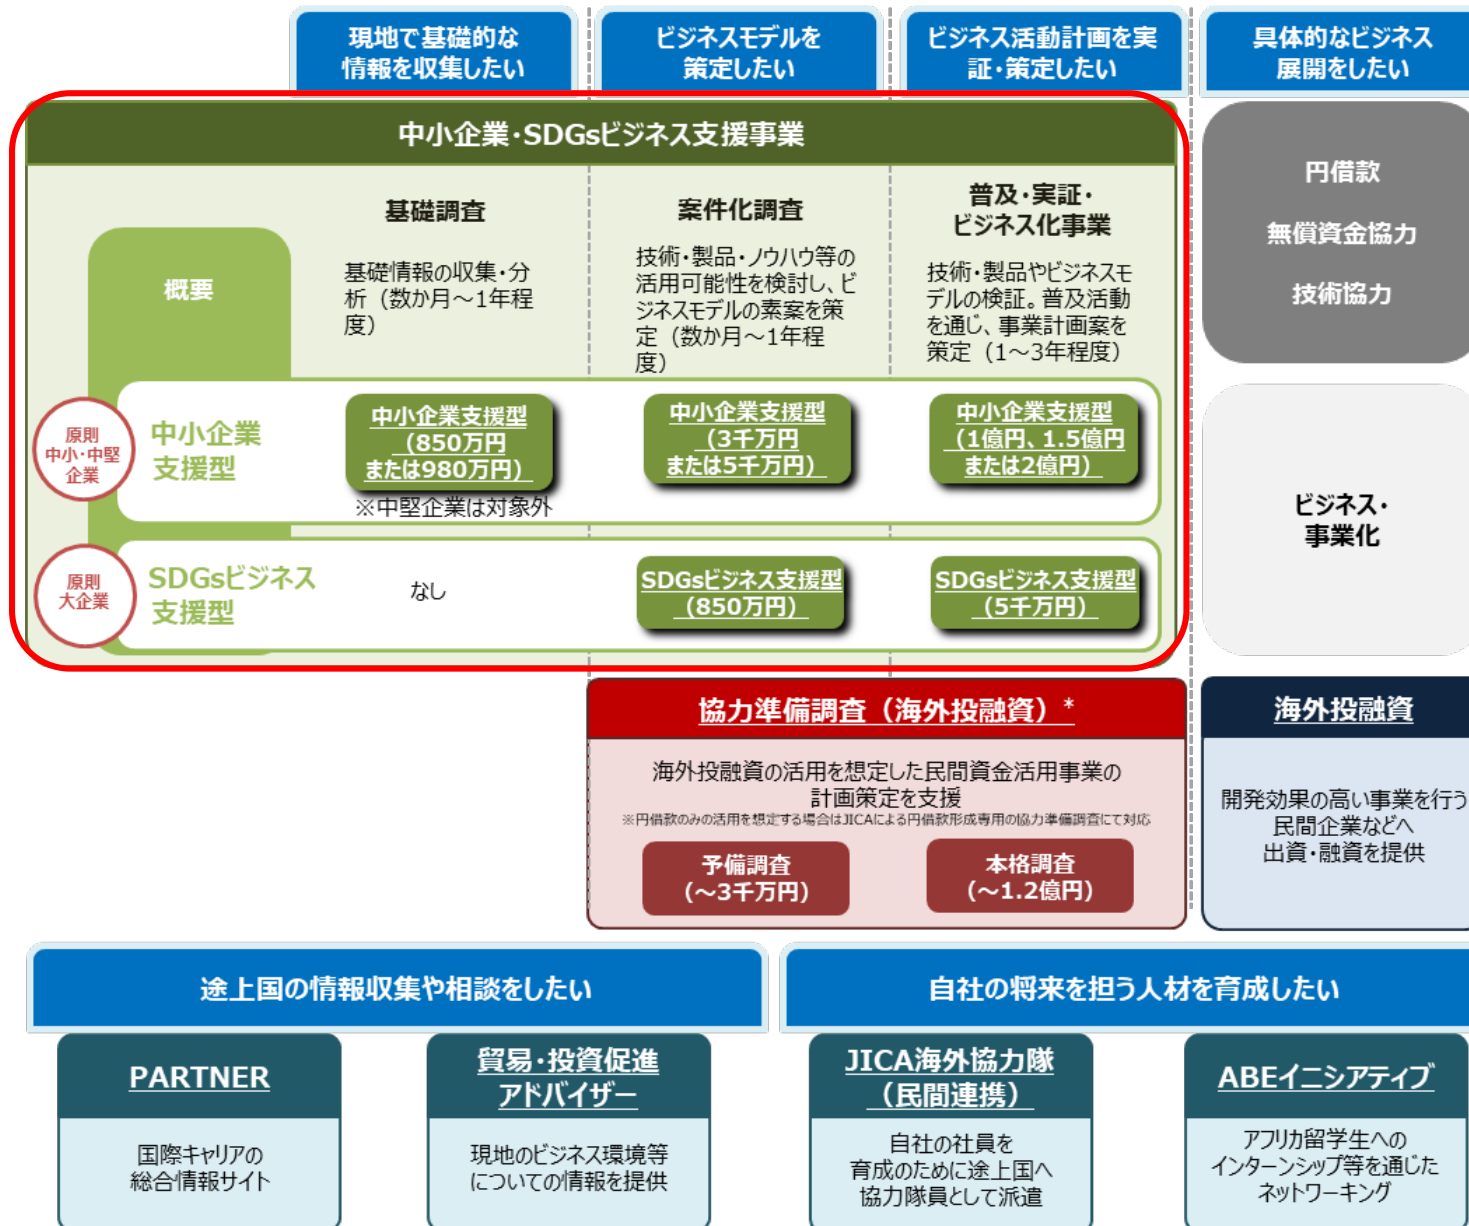 現地で基礎的な
情報を収集したい
ビジネスモデルを
策定したい
ビジネス活動計画を実
証・策定したい
具体的なビジネス
展開をしたい
中小企業・SDGsビジネス支援事業
概要
基礎調査
基礎情報の収集・分
析（数か月～1年程
度）
案件化調査
技術・製品・ノウハウ等の
活用可能性を検討し、ビ
ジネスモデルの素案を策
定（数か月～1年程
度）
普及・実証・
ビジネス化事業
技術・製品やビジネスモ
デルの検証。普及活動
を通じ、事業計画案を
策定（1～3年程度）
円借款
無償資金協力
技術協力
原則
中小・中堅
企業
中小企業
支援型
中小企業支援型
（850万円
または980万円）
※中堅企業は対象外
中小企業支援型
（3千万円
または5千万円）
中小企業支援型
（1億円、1.5億円
または2億円）
原則
大企業
SDGsビジネス
支援型
なし
SDGsビジネス支援型
（850万円）
SDGsビジネス支援型
（5千万円）
ビジネス・
事業化
協力準備調査（海外投融資）*
海外投融資の活用を想定した民間資金活用事業の
計画策定を支援
※円借款のみの活用を想定する場合はJICAによる円借款形成専用の協力準備調査にて対応
予備調査
（～3千万円）
本格調査
（～1.2億円）
海外投融資
開発効果の高い事業を行う
民間企業などへ
出資・融資を提供
途上国の情報収集や相談をしたい
自社の将来を担う人材を育成したい
PARTNER
国際キャリアの
総合情報サイト
貿易・投資促進
アドバイザー
現地のビジネス環境等
についての情報を提供
JICA海外協力隊
（民間連携）
自社の社員を
育成のために途上国へ
協力隊員として派遣
ABEイニシアティブ
アフリカ留学生への
インターンシップ等を通じた
ネットワーキング